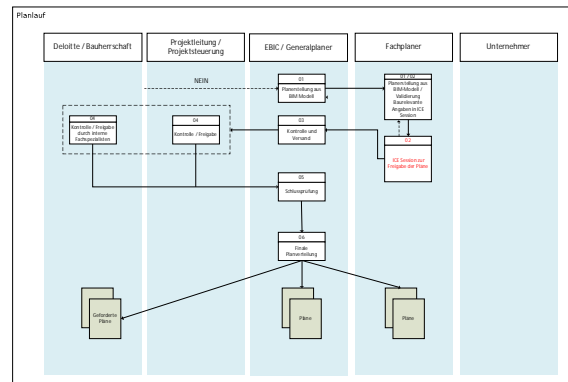 Planlauf
Deloitte / Bauherrschaft
Projektleitung /
Projektsteuerung
EBIC / Generalplaner
Fachplaner
Unternehmer
NEIN
01
Planerstellung aus
BIM-Modell
01 / 02
Planerstellung aus
BIM-Modell /
Validierung
Baurelevante
Angaben in ICE
Session
04
Kontrolle / Freigabe
durch interne
Fachspezialisten
04
Kontrolle / Freigabe
03
Kontrolle und
Versand
02
ICE Session zur
Freigabe der Pläne
05
Schlussprüfung
06
Finale
Planverteilung
Geforderte
Pläne
Pläne
Pläne